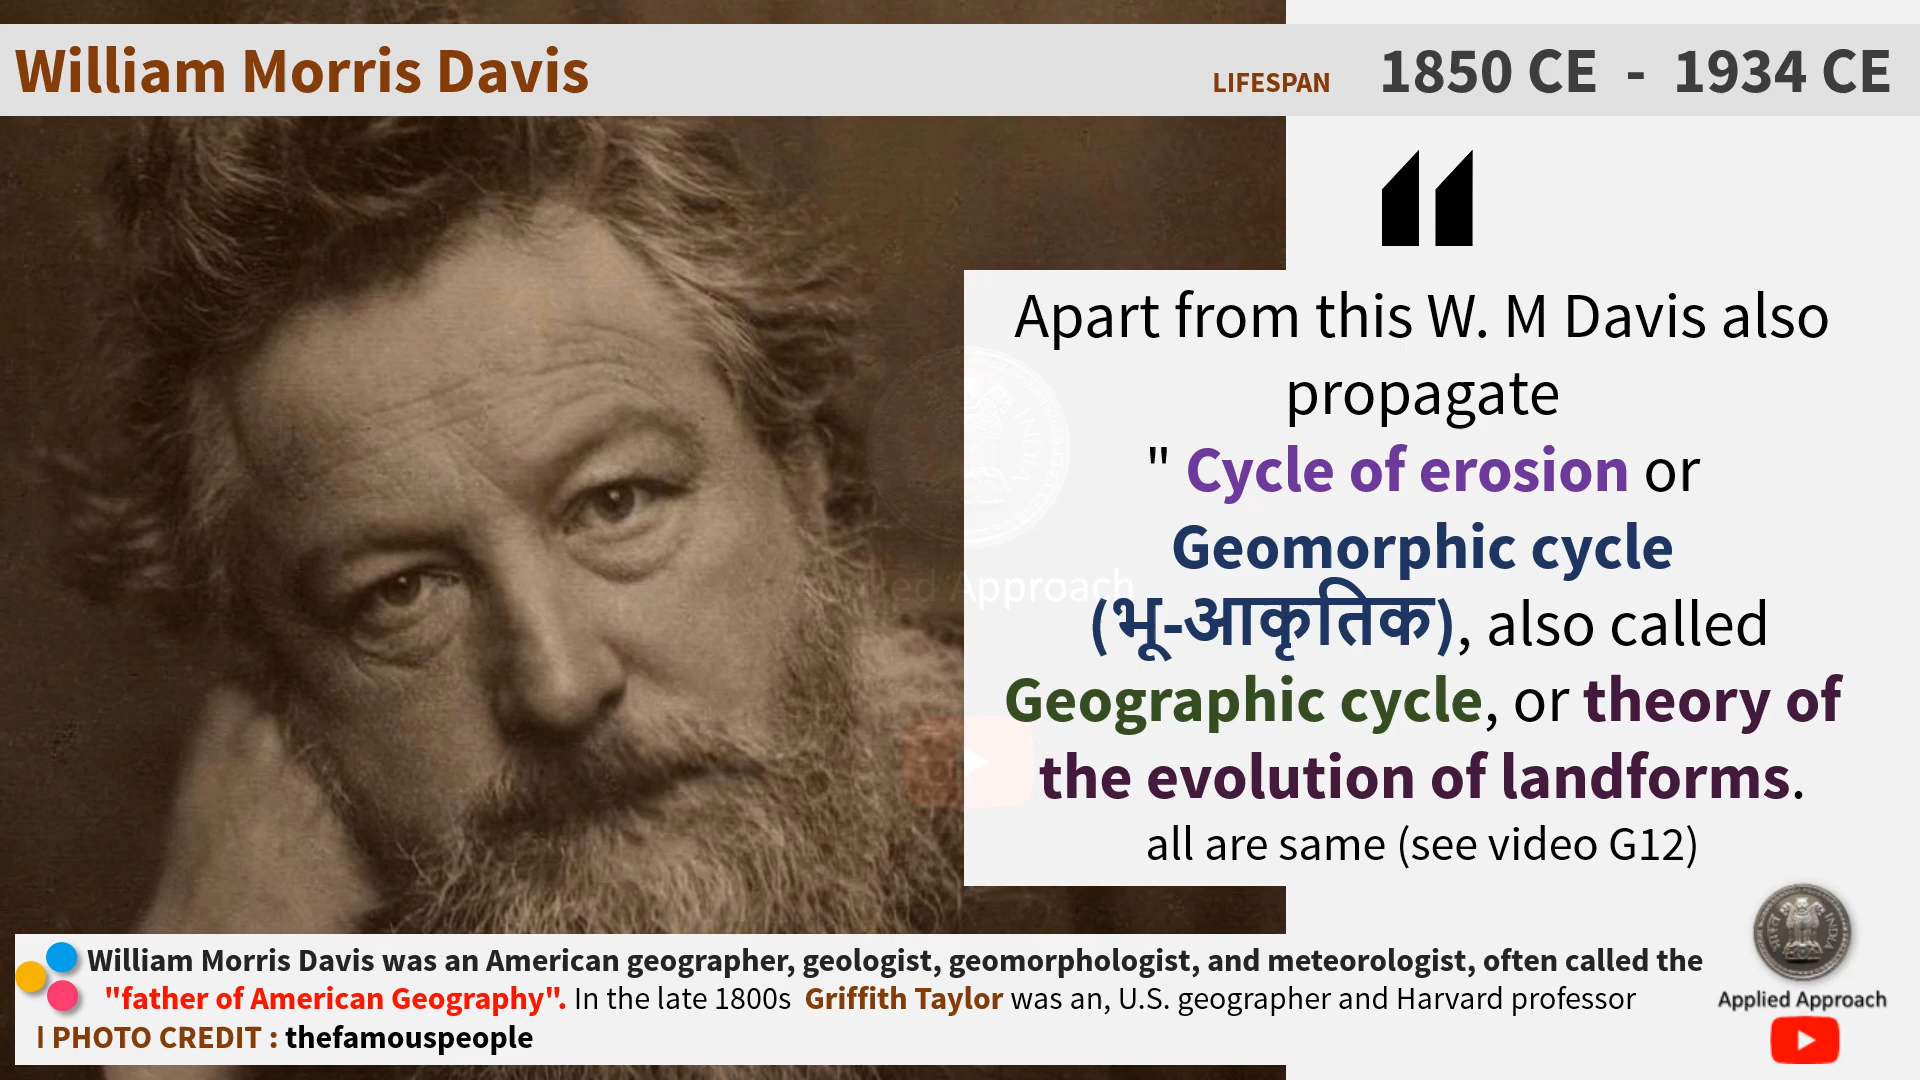 William Morris Davis
LIFESPAN 1850 CE - 1934 CE
Apart from this W. M Davis also
propagate
" Cycle of erosion or
Geomorphic cycle
(भू-आकृतिक), also called
Geographic cycle, or theory of
the evolution of landforms.
all are same (see video G12)
Approach
INDIA
William Morris Davis was an American geographer, geologist, geomorphologist, and meteorologist, often called the
"father of American Geography". In the late 1800s Griffith Taylor was an, U.S. geographer and Harvard professor
I PHOTO CREDIT : thefamouspeople
INDIA
Applied Approach